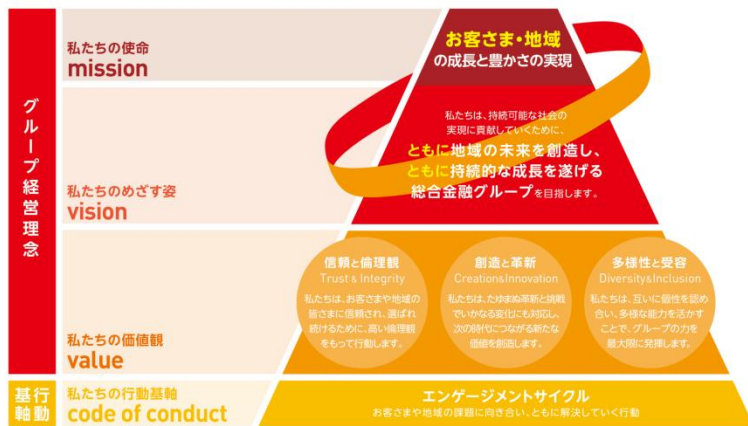 グループ経営理念
私たちの使命
mission
お客さま・地域
の成長と豊かさの実現
私たちのめざす姿
vision
私たちは、持続可能な社会の
実現に貢献していくために、
ともに地域の未来を創造し、
ともに持続的な成長を遂げる
総合金融グループを目指します。
私たちの価値観
value
信頼と倫理観
Trust & Integrity
私たちは、お客さまや地域の
皆さまに信頼され、選ばれ
続けるために、高い倫理観
をもって行動します。
創造と革新
Creation&Innovation
私たちは、たゆまぬ革新と挑戦
でいかなる変化にも対応し、
次の時代につながる新たな
価値を創造します。
多様性と受容
Diversity&Inclusion
私たちは、互いに個性を認め
合い、多様な能力を活かす
ことで、グループの力を
最大限に発揮します。
行動基軸
私たちの行動基軸
code of conduct
エンゲージメントサイクル
お客さまや地域の課題に向き合い、ともに解決していく行動